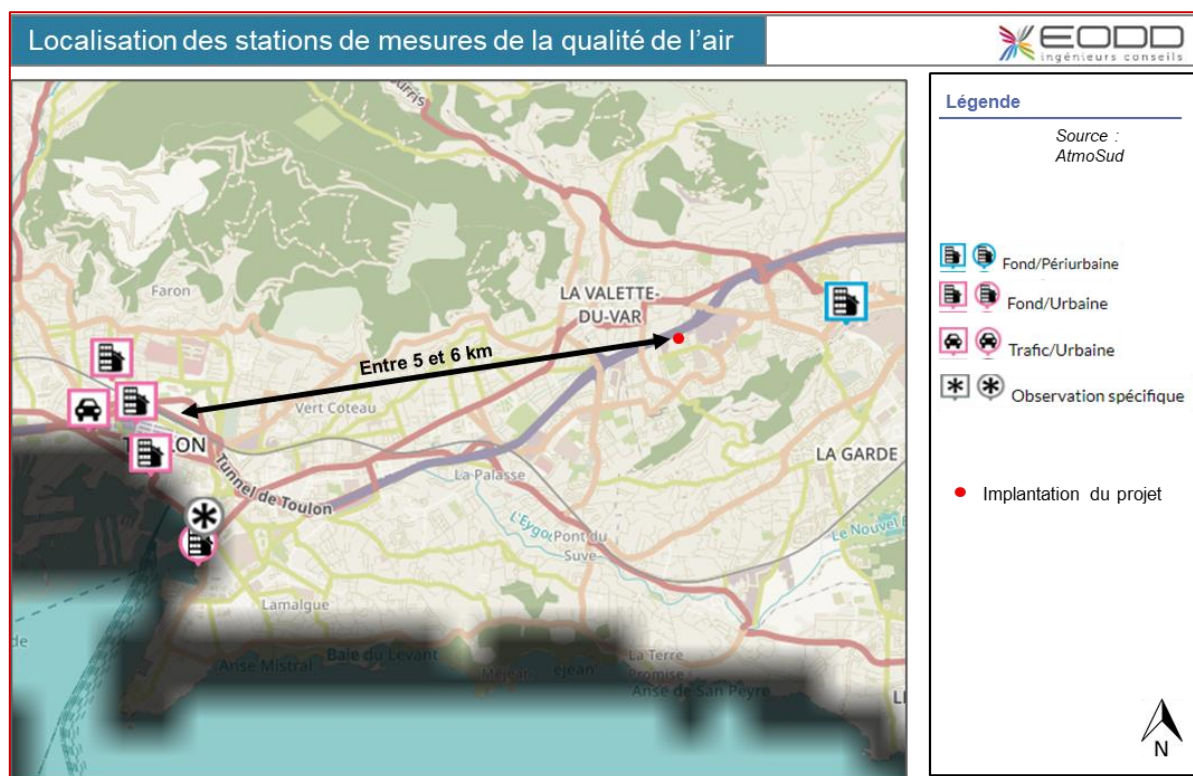 Localisation des stations de mesures de la qualité de l'air
EODD
ingénieurs conseils
Légende
Source :
AtmoSud
Fond/Périurbaine
Fond/Urbaine
Trafic/Urbaine
Observation spécifique
Implantation du projet
N
Faron
LA VALETTE-
DU-VAR
Entre 5 et 6 km
Vert Coteau
Tunnel de Toulon
La Palasse
LA GARDE
Pont du
Suve
Le Nouvel
Lamalgue
Anse Mistral
Baie du Levant
La Terre
Promise
Anse de San Peyre